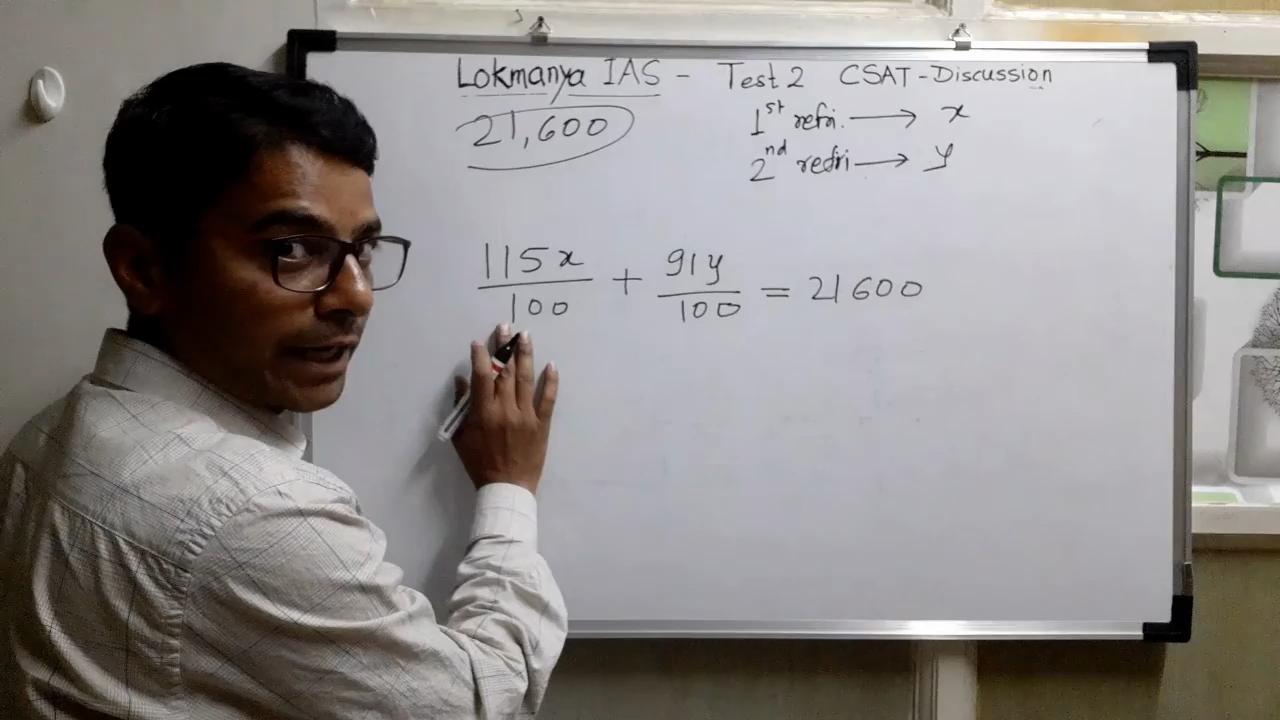 Lokmanya IAS - Test 2 CSAT - Discussion
21,600
1st refri. → x
2nd refri → y
115x/100 + 91y/100 = 21600